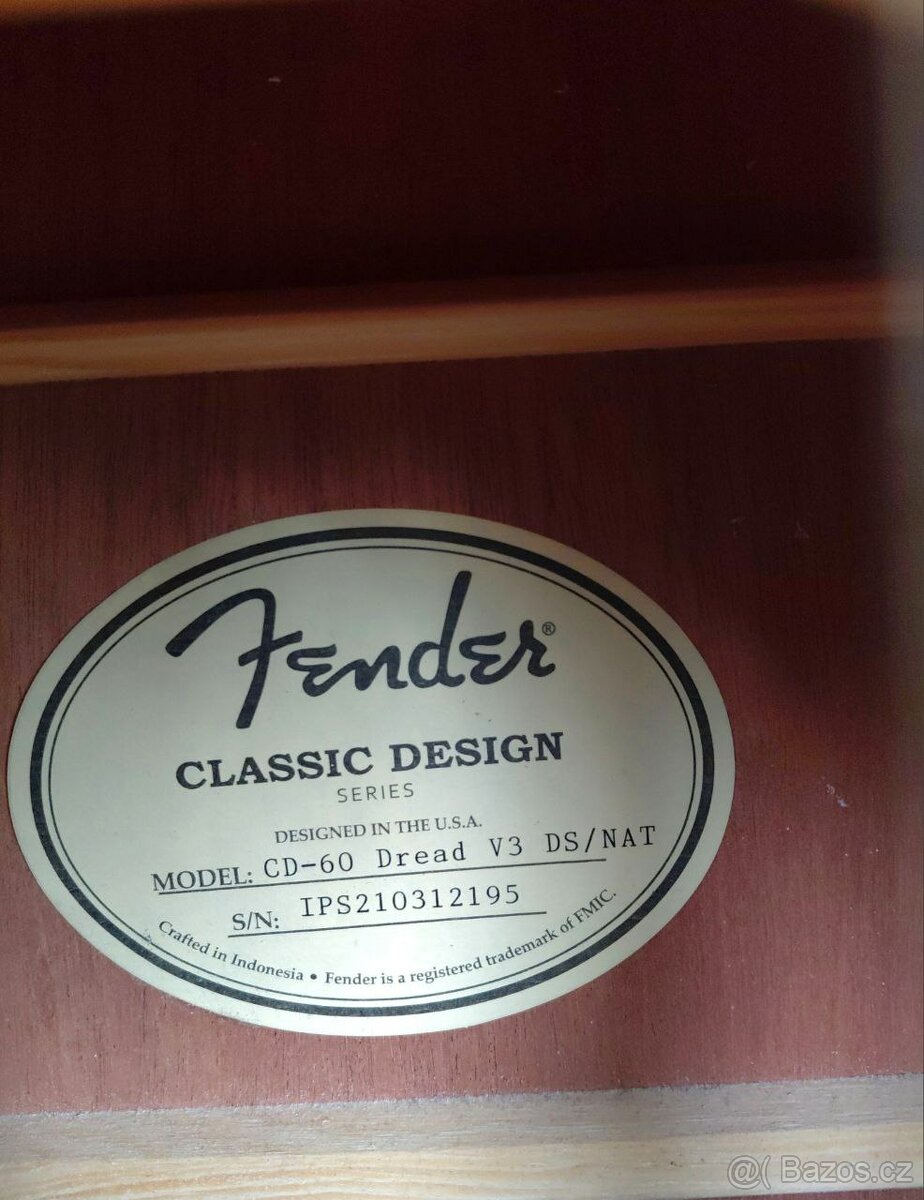 Fender®
CLASSIC DESIGN
SERIES
DESIGNED IN THE U.S.A.
MODEL: CD-60 Dread V3 DS/NAT
S/N: IPS210312195
Crafted in Indonesia • Fender is a registered trademark of FMIC.
@( Bazos.cz